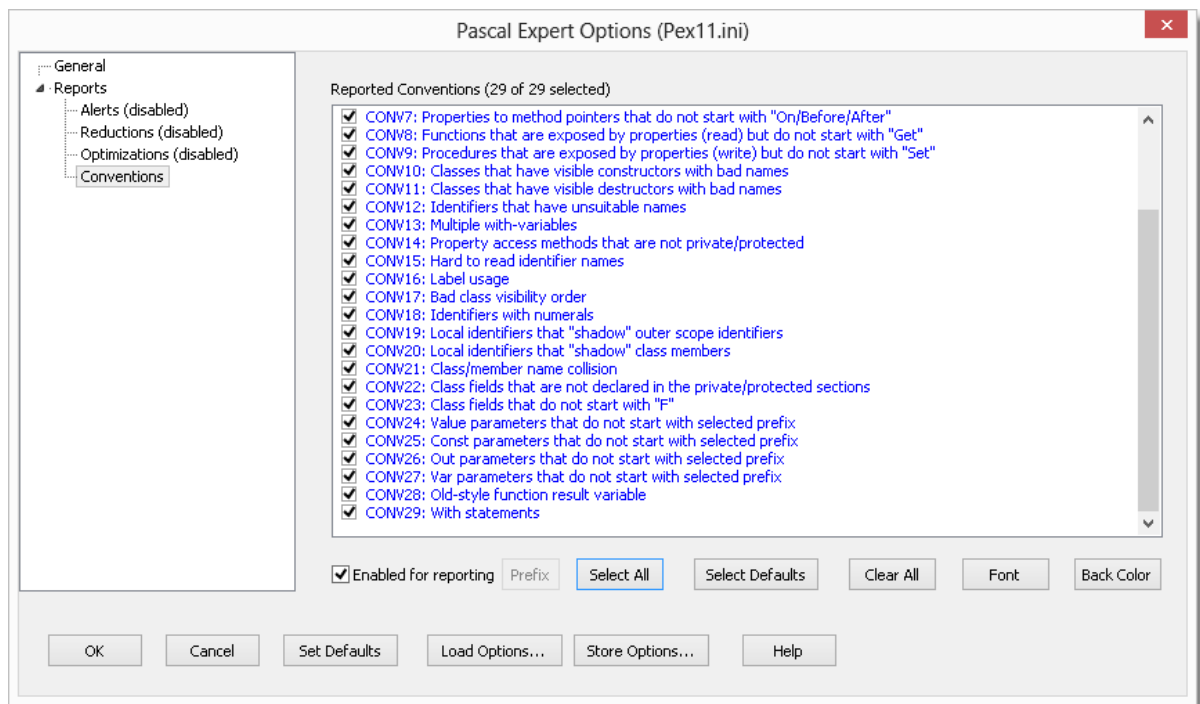 Pascal Expert Options (Pex11.ini)
General
Reports
Alerts (disabled)
Reductions (disabled)
Optimizations (disabled)
Conventions
Reported Conventions (29 of 29 selected)
CONV7: Properties to method pointers that do not start with "On/Before/After"
CONV8: Functions that are exposed by properties (read) but do not start with "Get"
CONV9: Procedures that are exposed by properties (write) but do not start with "Set"
CONV10: Classes that have visible constructors with bad names
CONV11: Classes that have visible destructors with bad names
CONV12: Identifiers that have unsuitable names
CONV13: Multiple with-variables
CONV14: Property access methods that are not private/protected
CONV15: Hard to read identifier names
CONV16: Label usage
CONV17: Bad class visibility order
CONV18: Identifiers with numerals
CONV19: Local identifiers that "shadow" outer scope identifiers
CONV20: Local identifiers that "shadow" class members
CONV21: Class/member name collision
CONV22: Class fields that are not declared in the private/protected sections
CONV23: Class fields that do not start with "F"
CONV24: Value parameters that do not start with selected prefix
CONV25: Const parameters that do not start with selected prefix
CONV26: Out parameters that do not start with selected prefix
CONV27: Var parameters that do not start with selected prefix
CONV28: Old-style function result variable
CONV29: With statements
Enabled for reporting Prefix Select All Select Defaults Clear All Font Back Color
OK Cancel Set Defaults Load Options... Store Options... Help